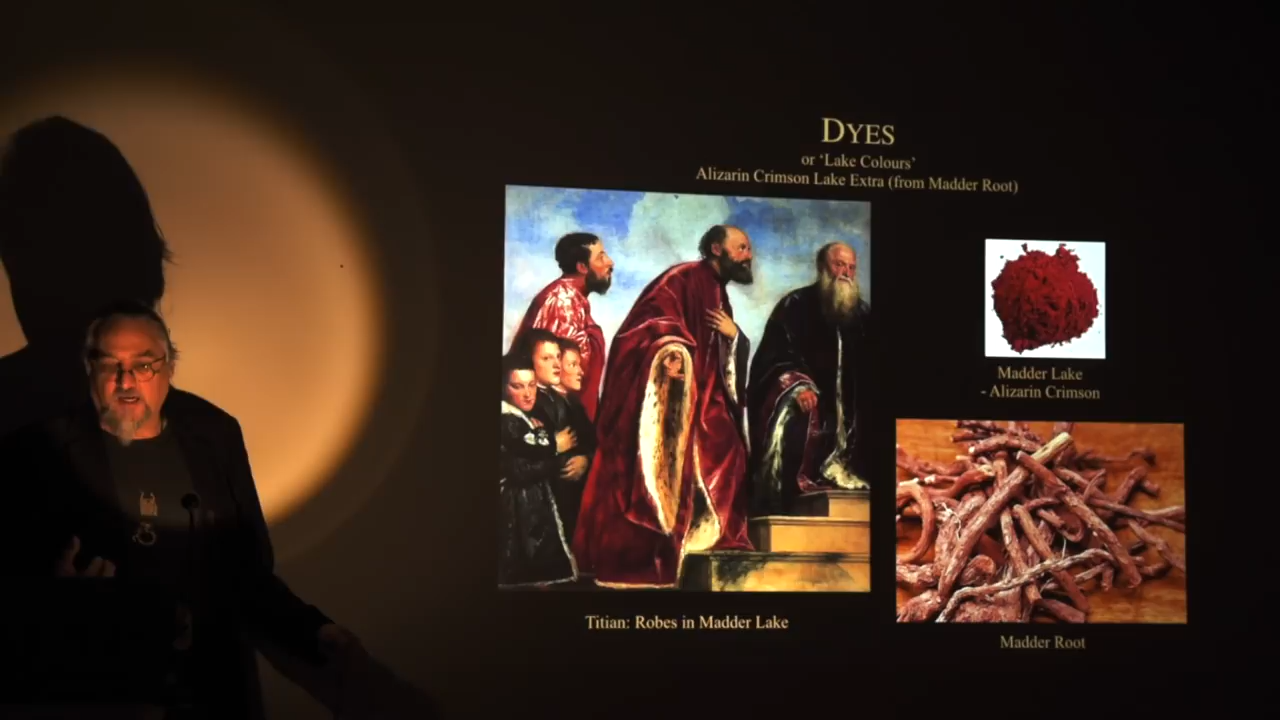 DYES
or ‘Lake Colours’
Alizarin Crimson Lake Extra (from Madder Root)
Madder Lake
- Alizarin Crimson
Titian: Robes in Madder Lake
Madder Root